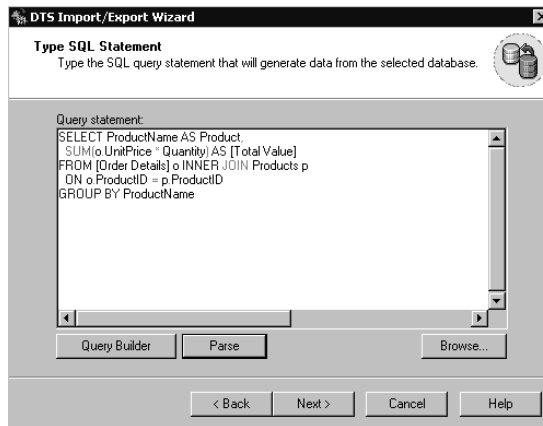 DTS Import/Export Wizard
Type SQL Statement
Type the SQL query statement that will generate data from the selected database.
Query statement:
SELECT ProductName AS Product,
SUM(o.UnitPrice * Quantity) AS [Total Value]
FROM [Order Details] o INNER JOIN Products p
ON o.ProductID = p.ProductID
GROUP BY ProductName
Query Builder
Parse
Browse...
< Back
Next >
Cancel
Help